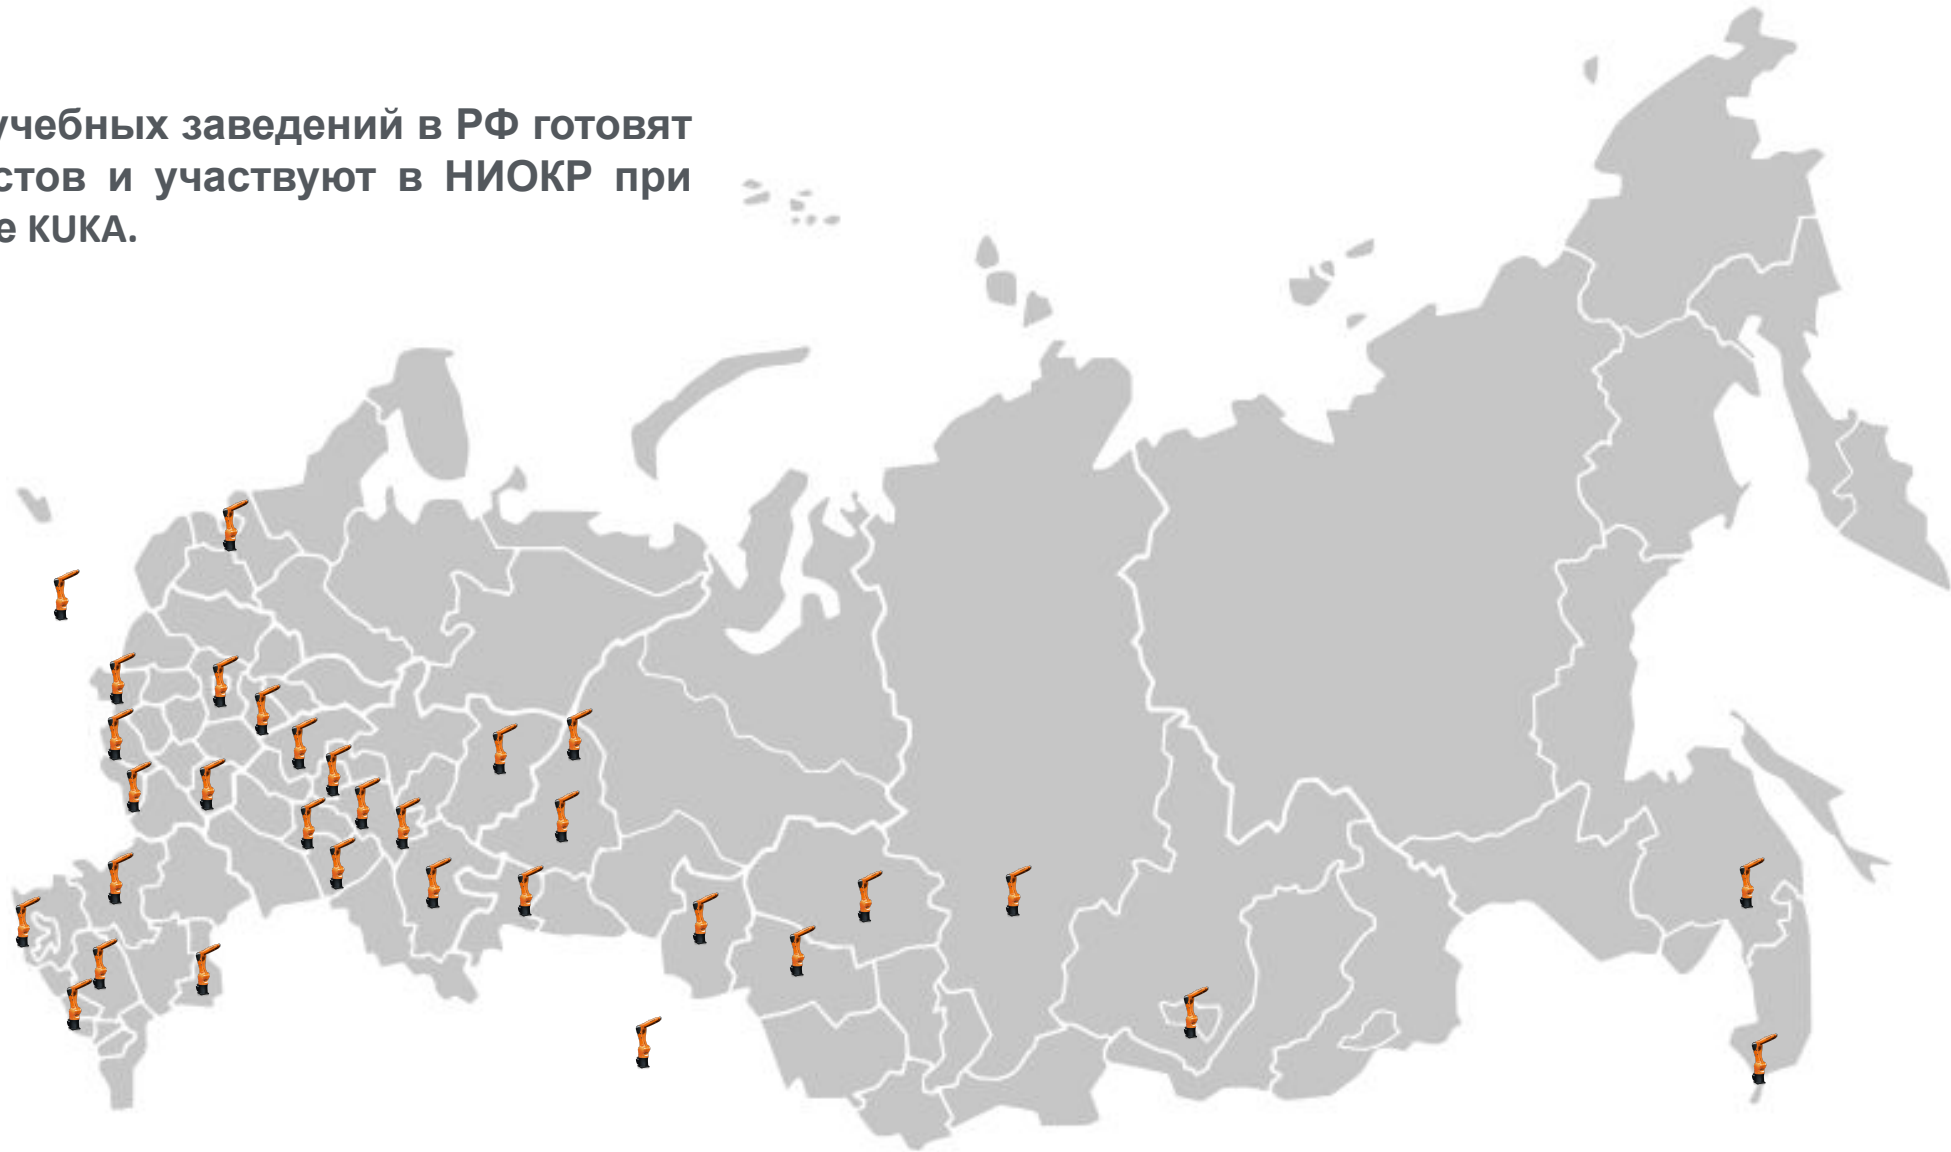 учебных заведений в РФ готовят
стов и участвуют в НИОКР при
е KUKA.